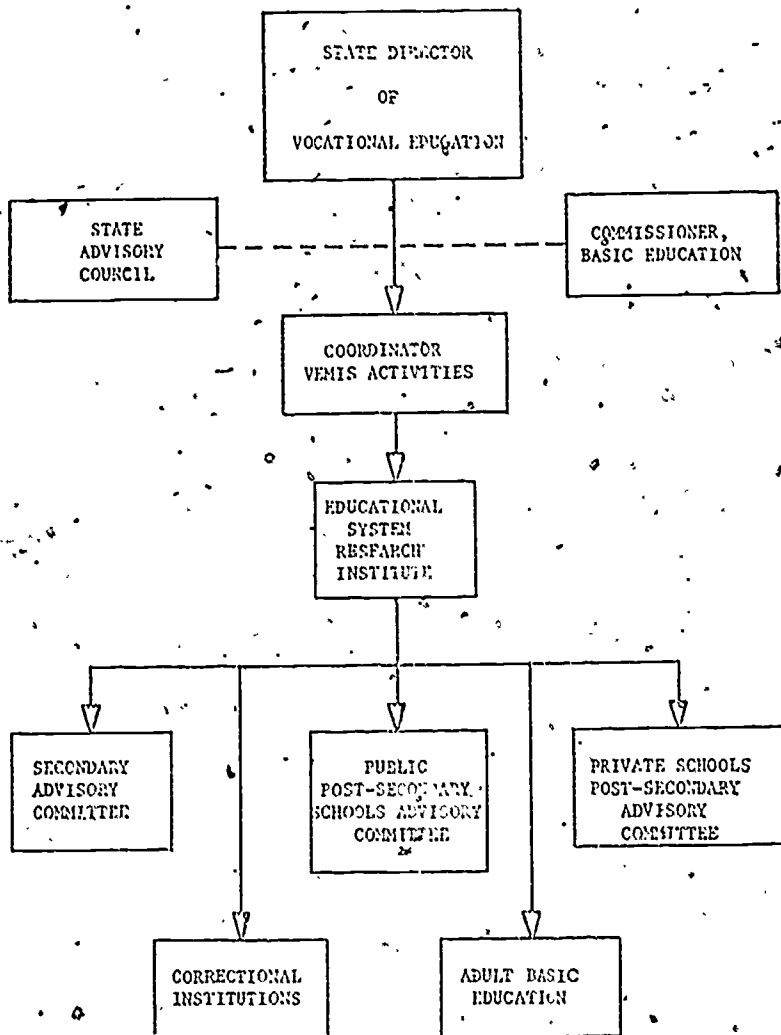 STATE DIRECTOR
OF
VOCATIONAL EDUCATION
STATE
ADVISORY
COUNCIL
COMMISSIONER,
BASIC EDUCATION
COORDINATOR
VEMIS ACTIVITIES
EDUCATIONAL
SYSTEM
RESEARCH
INSTITUTE
SECONDARY
ADVISORY
COMMITTEE
PUBLIC
POST-SECONDARY
SCHOOLS ADVISORY
COMMITTEE
PRIVATE SCHOOLS
POST-SECONDARY
ADVISORY
COMMITTEE
CORRECTIONAL
INSTITUTIONS
ADULT BASIC
EDUCATION